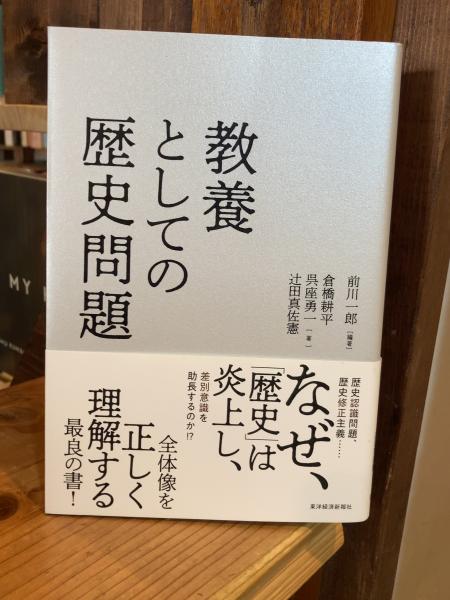 教養
としての
歴史問題
前川一郎［編著］
倉橋耕平
呉座勇一［著］
辻田真佐憲
歴史認識問題、
歴史修正主義……
なぜ、
「歴史」は
炎上し、
差別意識を
助長するのか!?
全体像を
正しく
理解する
最良の書！
東洋経済新報社
MY